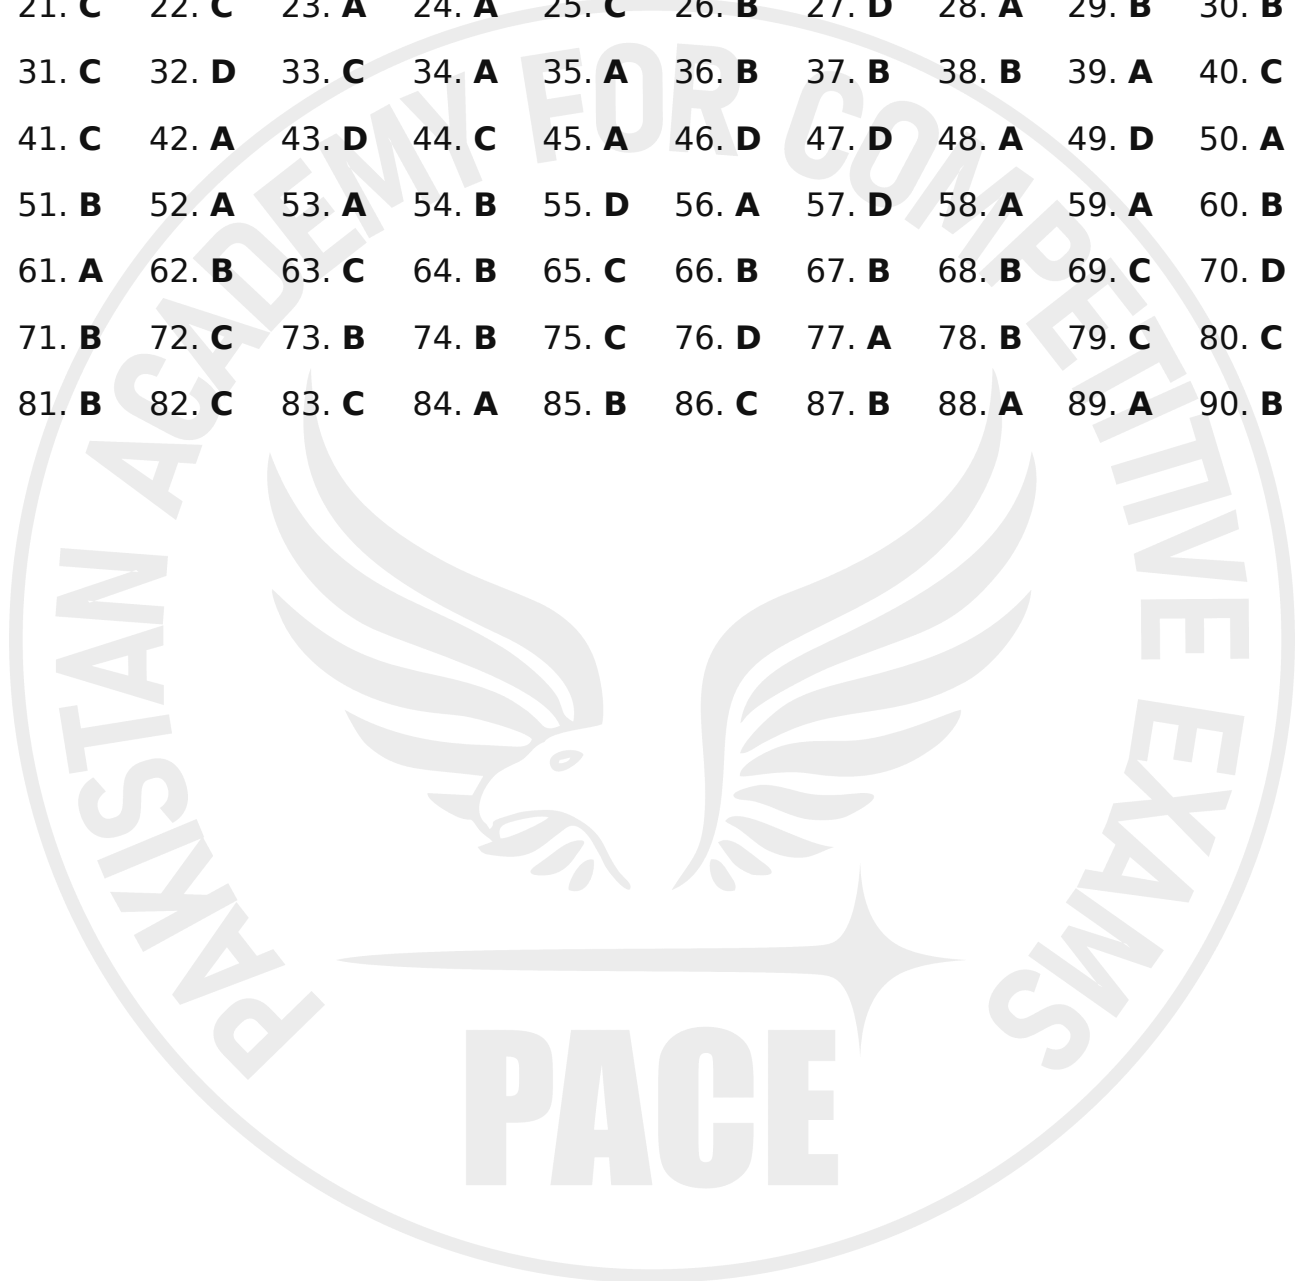 21. C 22. C 23. A 24. A 25. C 26. B 27. D 28. A 29. B 30. B
31. C 32. D 33. C 34. A 35. A 36. B 37. B 38. B 39. A 40. C
41. C 42. A 43. D 44. C 45. A 46. D 47. D 48. A 49. D 50. A
51. B 52. A 53. A 54. B 55. D 56. A 57. D 58. A 59. A 60. B
61. A 62. B 63. C 64. B 65. C 66. B 67. B 68. B 69. C 70. D
71. B 72. C 73. B 74. B 75. C 76. D 77. A 78. B 79. C 80. C
81. B 82. C 83. C 84. A 85. B 86. C 87. B 88. A 89. A 90. B
PAKISTAN ACADEMY FOR COMPETITIVE EXAMS
PACE